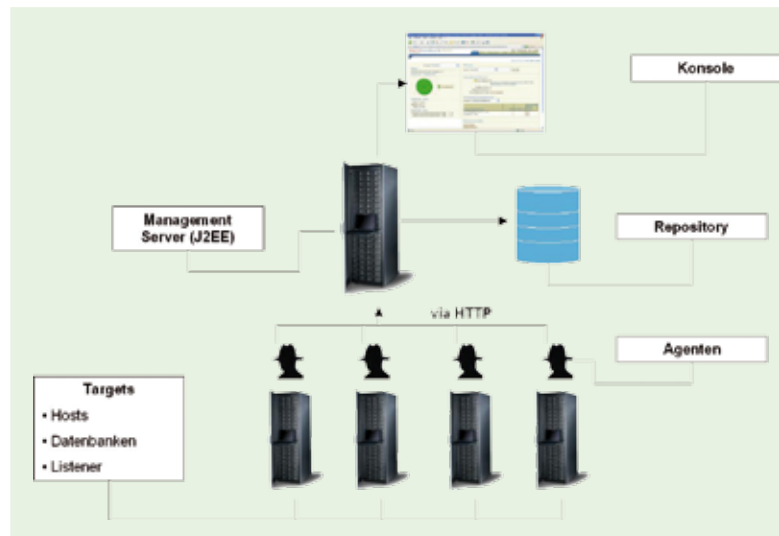 Konsole
Management
Server (J2EE)
Repository
via HTTP
Agenten
Targets
▪ Hosts
▪ Datenbanken
▪ Listener